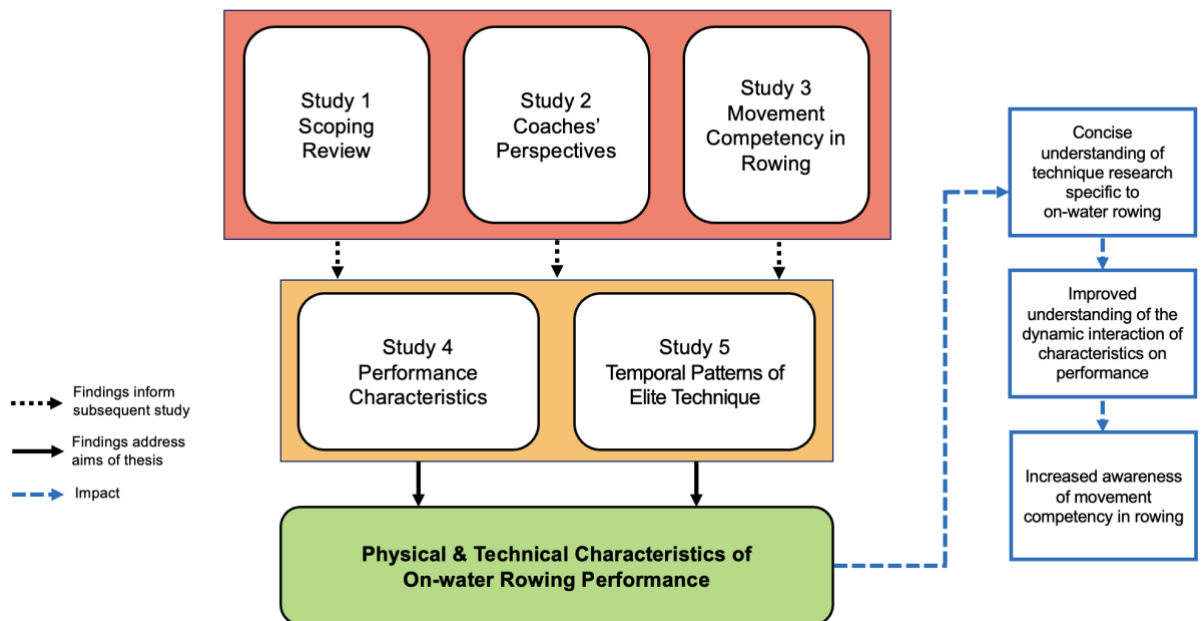 Study 1
Scoping
Review
Study 2
Coaches'
Perspectives
Study 3
Movement
Competency in
Rowing
Study 4
Performance
Characteristics
Study 5
Temporal Patterns of
Elite Technique
Physical & Technical Characteristics of
On-water Rowing Performance
Concise
understanding of
technique research
specific to
on-water rowing
Improved
understanding of the
dynamic interaction of
characteristics on
performance
Increased awareness
of movement
competency in rowing
Findings inform
subsequent study
Findings address
aims of thesis
Impact